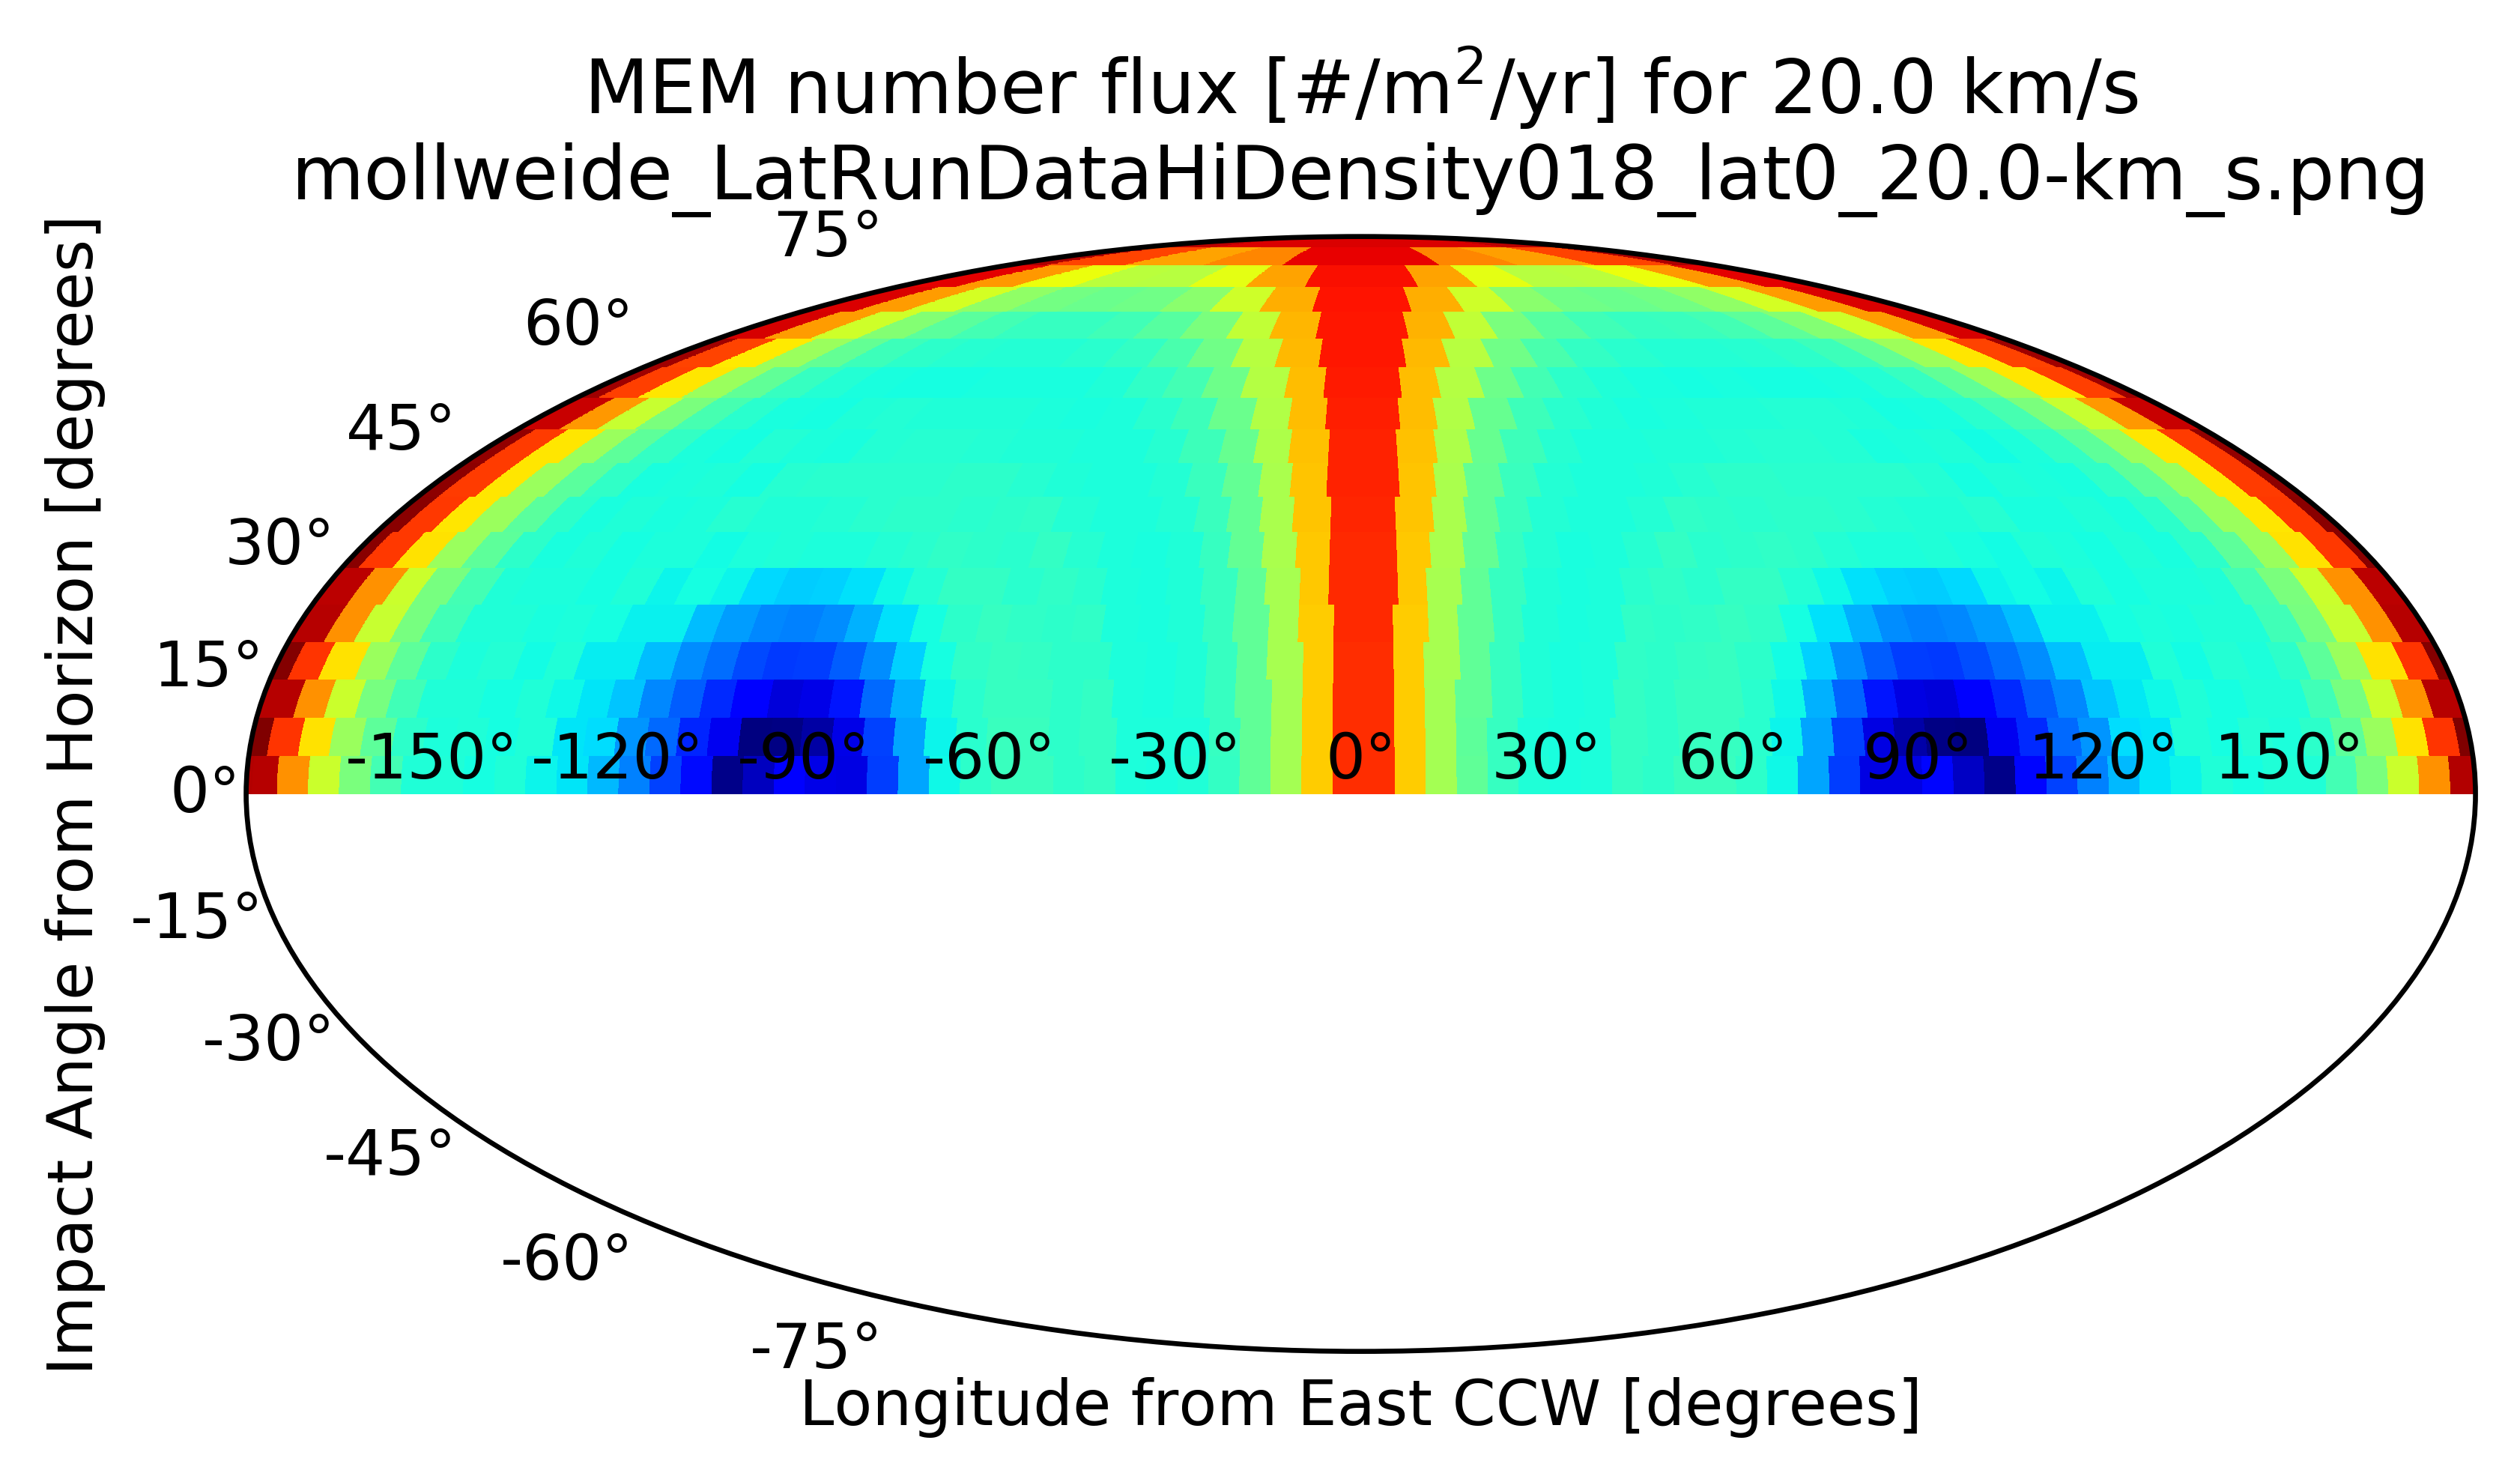 MEM number flux [#/m²/yr] for 20.0 km/s
mollweide_LatRunDataHiDensity018_lat0_20.0-km_s.png
Impact Angle from Horizon [degrees]
75°
60°
45°
30°
15°
0°
-15°
-30°
-45°
-60°
-75°
-150° -120° -90° -60° -30° 0° 30° 60° 90° 120° 150°
Longitude from East CCW [degrees]